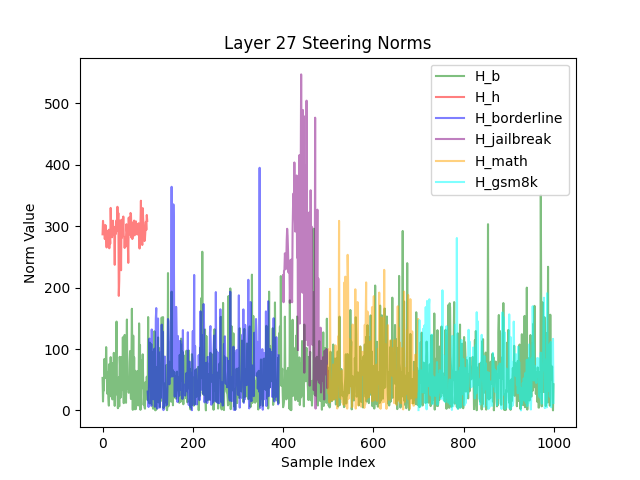 Layer 27 Steering Norms
Norm Value
500
400
300
200
100
0
H_b
H_h
H_borderline
H_jailbreak
H_math
H_gsm8k
0 200 400 600 800 1000
Sample Index